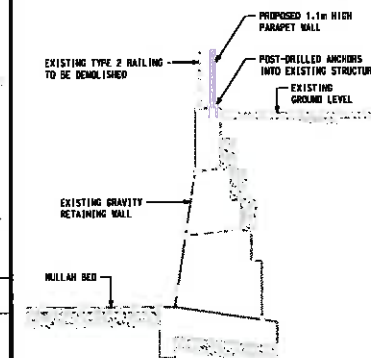 PROPOSED 1.1m HIGH
PARAPET WALL
EXISTING TYPE 2 RAILING
TO BE DEMOLISHED
POST-DRILLED ANCHORS
INTO EXISTING STRUCTUR
EXISTING
GROUND LEVEL
EXISTING GRAVITY
RETAINING WALL
NULLAH BED